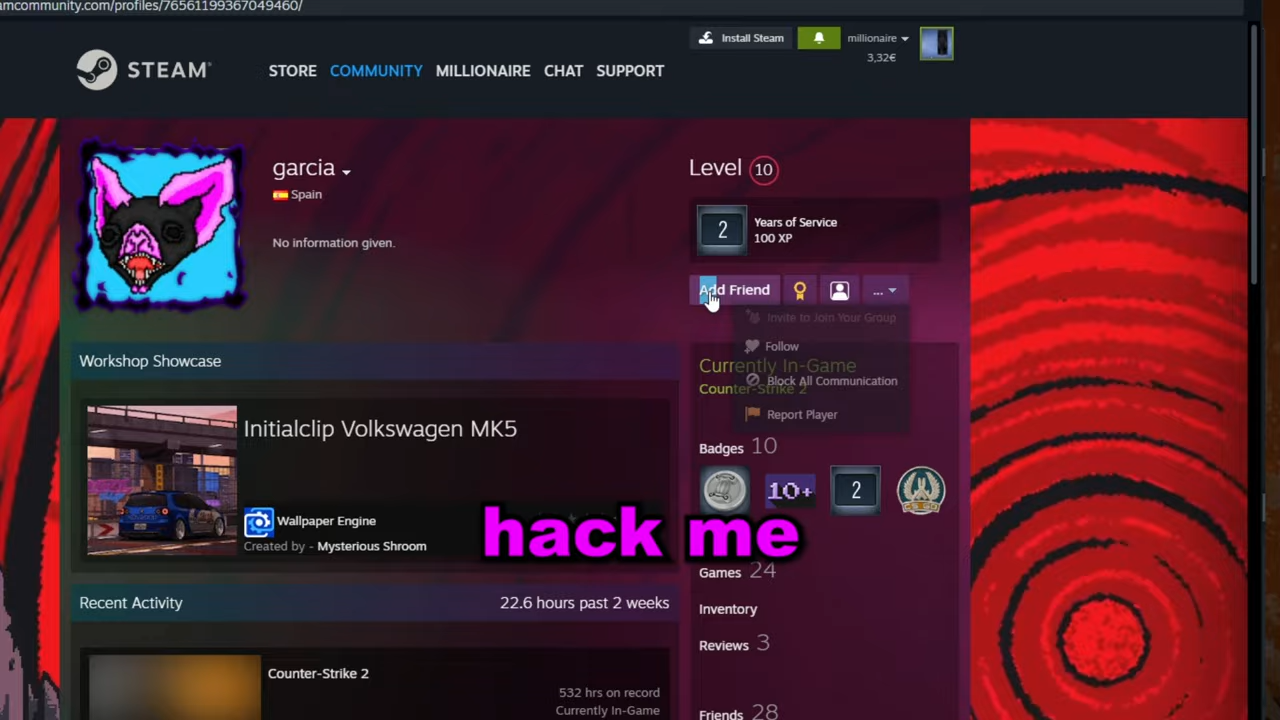 amcommunity.com/profiles/76561199367049460/
Install Steam
millionaire
3,32€
STEAM
STORE COMMUNITY MILLIONAIRE CHAT SUPPORT
garcia
Spain
No information given.
Level 10
2
Years of Service
100 XP
Add Friend
...
Invite to Join Your Group
Follow
Block All Communication
Report Player
Currently In-Game
Counter-Strike 2
Workshop Showcase
Initialclip Volkswagen MK5
Wallpaper Engine
Created by - Mysterious Shroom
Badges 10
10+
2
hack me
Games 24
Inventory
Reviews 3
Friends 28
Recent Activity
22.6 hours past 2 weeks
Counter-Strike 2
532 hrs on record
Currently In-Game